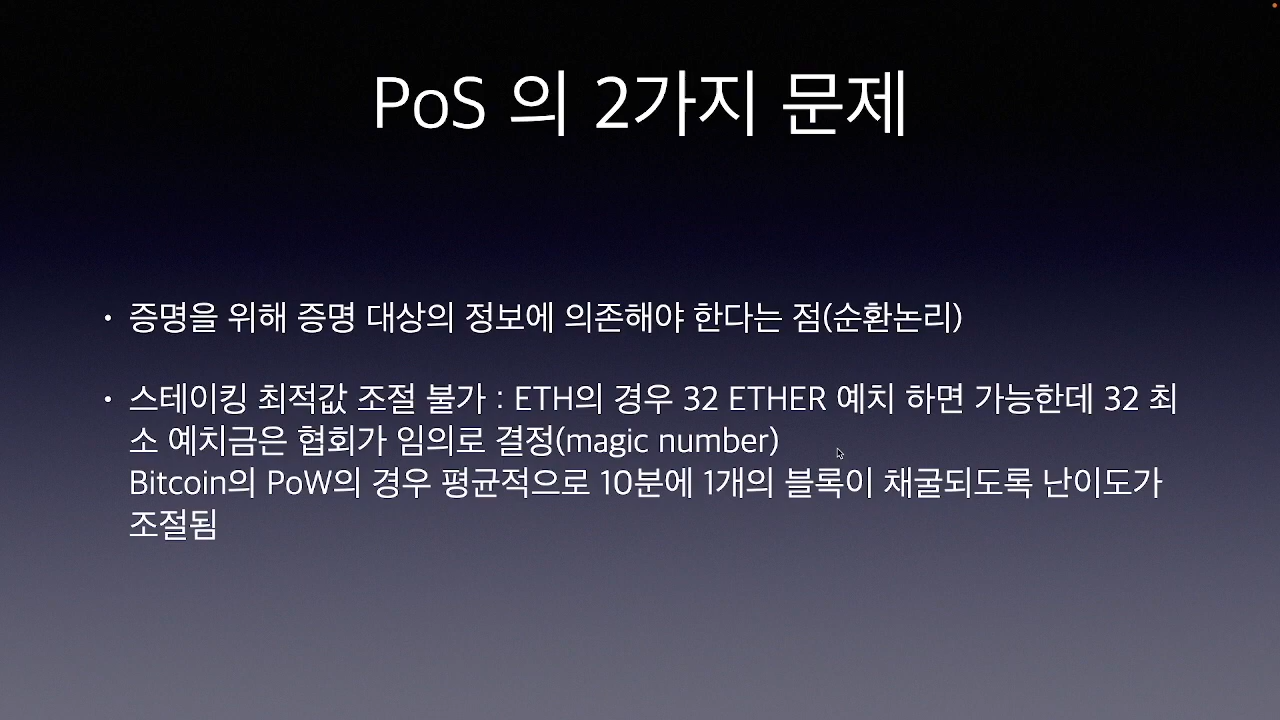 PoS 의 2가지 문제
• 증명을 위해 증명 대상의 정보에 의존해야 한다는 점(순환논리)
• 스테이킹 최적값 조절 불가 : ETH의 경우 32 ETHER 예치 하면 가능한데 32 최
소 예치금은 협회가 임의로 결정(magic number)
Bitcoin의 PoW의 경우 평균적으로 10분에 1개의 블록이 채굴되도록 난이도가
조절됨